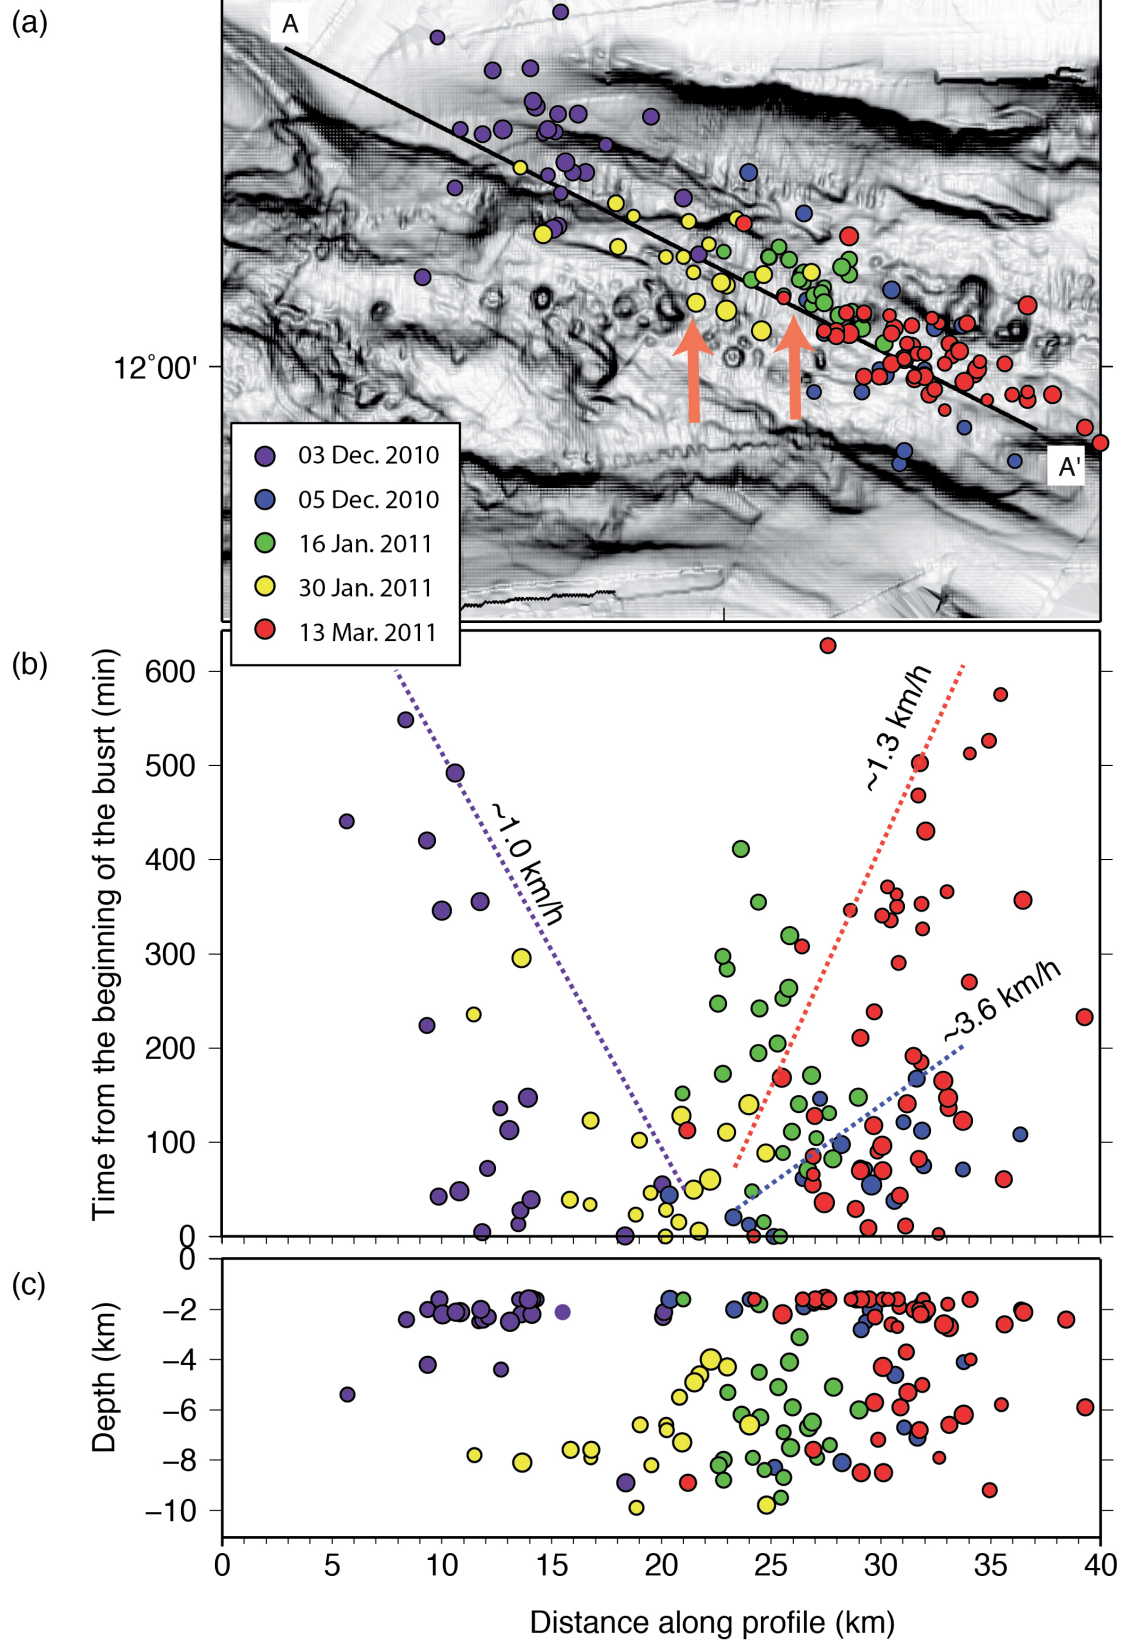 (a)
A
12°00'
A'
03 Dec. 2010
05 Dec. 2010
16 Jan. 2011
30 Jan. 2011
13 Mar. 2011
(b)
Time from the beginning of the busrt (min)
600
500
400
300
200
100
0
~1.0 km/h
~1.3 km/h
~3.6 km/h
(c)
Depth (km)
0
−2
−4
−6
−8
−10
0 5 10 15 20 25 30 35 40
Distance along profile (km)